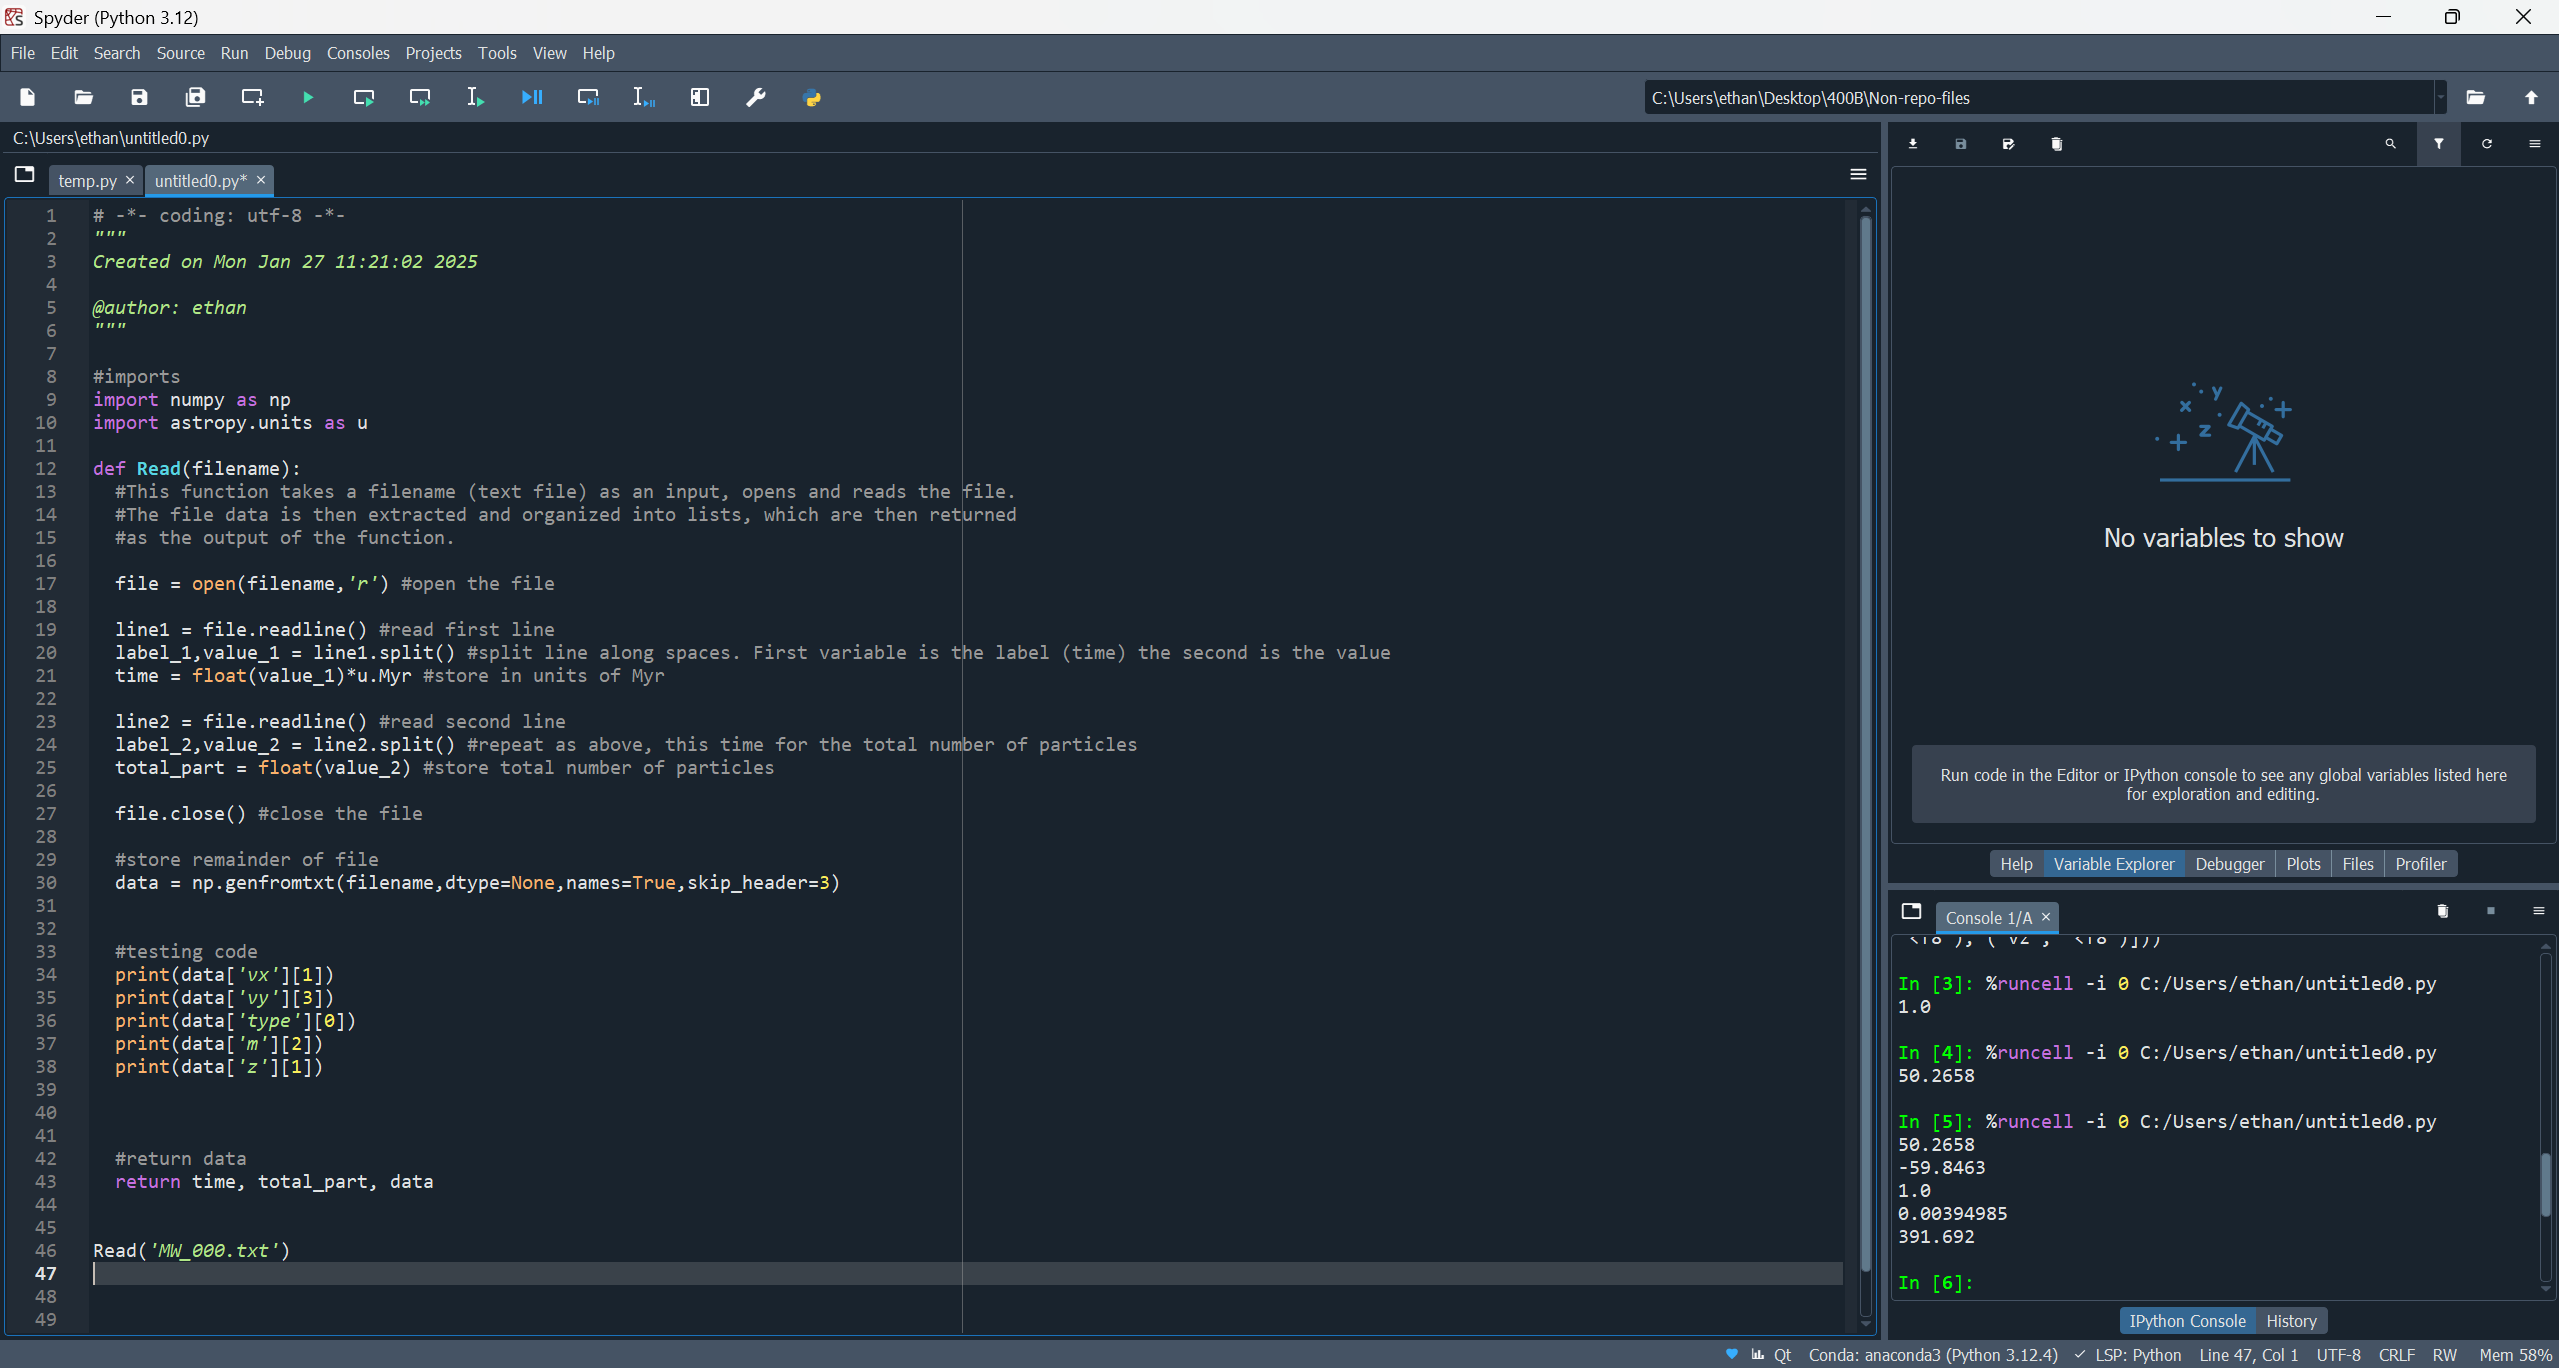 Spyder (Python 3.12)
File Edit Search Source Run Debug Consoles Projects Tools View Help
C:\Users\ethan\Desktop\400B\Non-repo-files
C:\Users\ethan\untitled0.py
temp.py untitled0.py*
1 # -*- coding: utf-8 -*-
2 """
3 Created on Mon Jan 27 11:21:02 2025
4
5 @author: ethan
6 """
7
8 #imports
9 import numpy as np
10 import astropy.units as u
11
12 def Read(filename):
13 #This function takes a filename (text file) as an input, opens and reads the file.
14 #The file data is then extracted and organized into lists, which are then returned
15 #as the output of the function.
16
17 file = open(filename,'r') #open the file
18
19 line1 = file.readline() #read first line
20 label_1,value_1 = line1.split() #split line along spaces. First variable is the label (time) the second is the value
21 time = float(value_1)*u.Myr #store in units of Myr
22
23 line2 = file.readline() #read second line
24 label_2,value_2 = line2.split() #repeat as above, this time for the total number of particles
25 total_part = float(value_2) #store total number of particles
26
27 file.close() #close the file
28
29 #store remainder of file
30 data = np.genfromtxt(filename,dtype=None,names=True,skip_header=3)
31
32
33 #testing code
34 print(data['vx'][1])
35 print(data['vy'][3])
36 print(data['type'][0])
37 print(data['m'][2])
38 print(data['z'][1])
39
40
41
42 #return data
43 return time, total_part, data
44
45
46 Read('MW_000.txt')
47
48
49
x y z
No variables to show
Run code in the Editor or IPython console to see any global variables listed here
for exploration and editing.
Help Variable Explorer Debugger Plots Files Profiler
Console 1/A
<f8'), ('vz', '<f8')]))
In [3]: %runcell -i 0 C:/Users/ethan/untitled0.py
1.0
In [4]: %runcell -i 0 C:/Users/ethan/untitled0.py
50.2658
In [5]: %runcell -i 0 C:/Users/ethan/untitled0.py
50.2658
-59.8463
1.0
0.00394985
391.692
In [6]:
IPython Console History
Qt Conda: anaconda3 (Python 3.12.4) ✓ LSP: Python Line 47, Col 1 UTF-8 CRLF RW Mem 58%